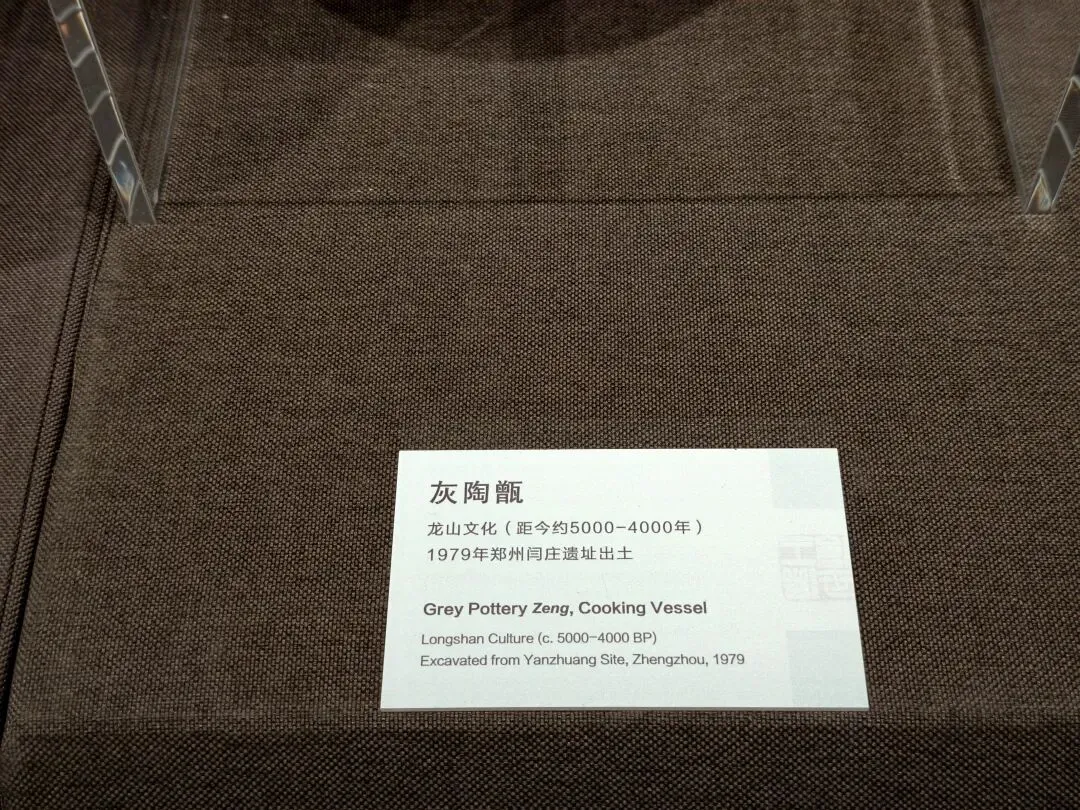 灰陶甑
龙山文化（距今约5000-4000年）
1979年郑州闫庄遗址出土
Grey Pottery Zeng, Cooking Vessel
Longshan Culture (c. 5000-4000 BP)
Excavated from Yanzhuang Site, Zhengzhou, 1979